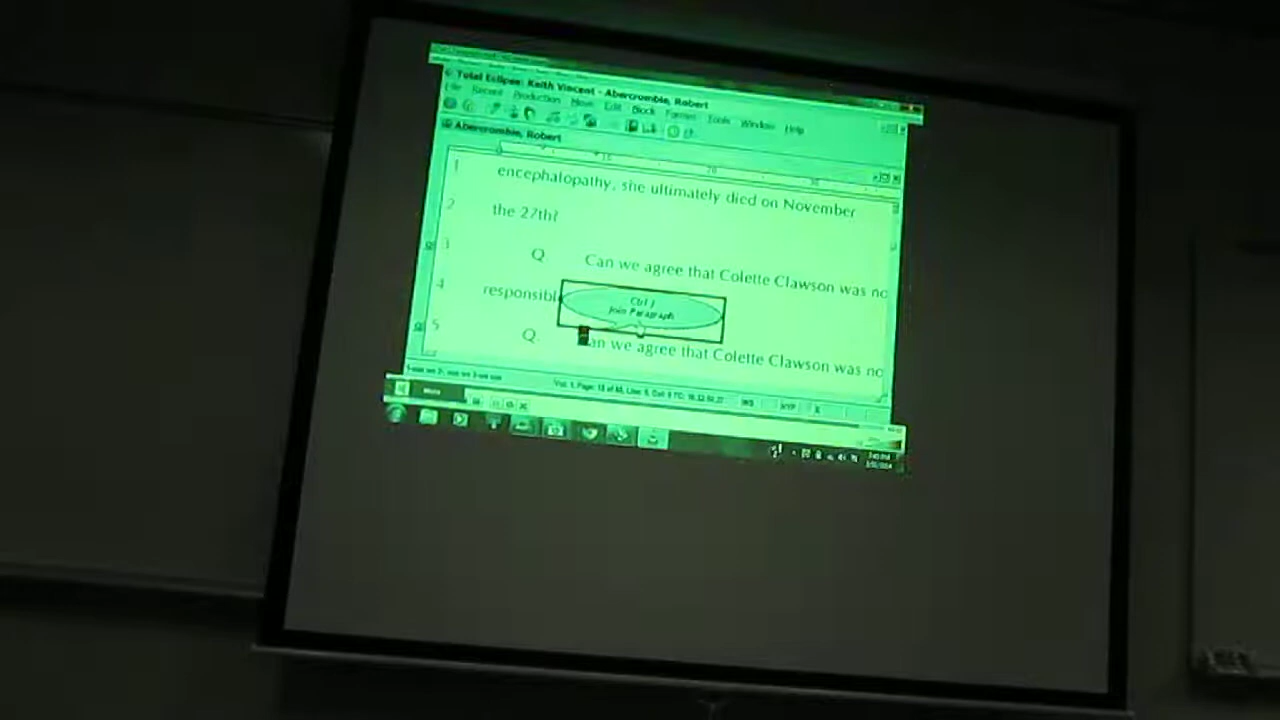 Total Eclipse: Keith Vincent - Abercrombie, Robert
File Recent Production Move Edit Block Format Tools Window Help
Abercrombie, Robert
1 encephalopathy, she ultimately died on November
2 the 27th?
3 Q. Can we agree that Colette Clawson was no
4 responsibl
Ctrl J
Join Paragraph
5 Q. Can we agree that Colette Clawson was no